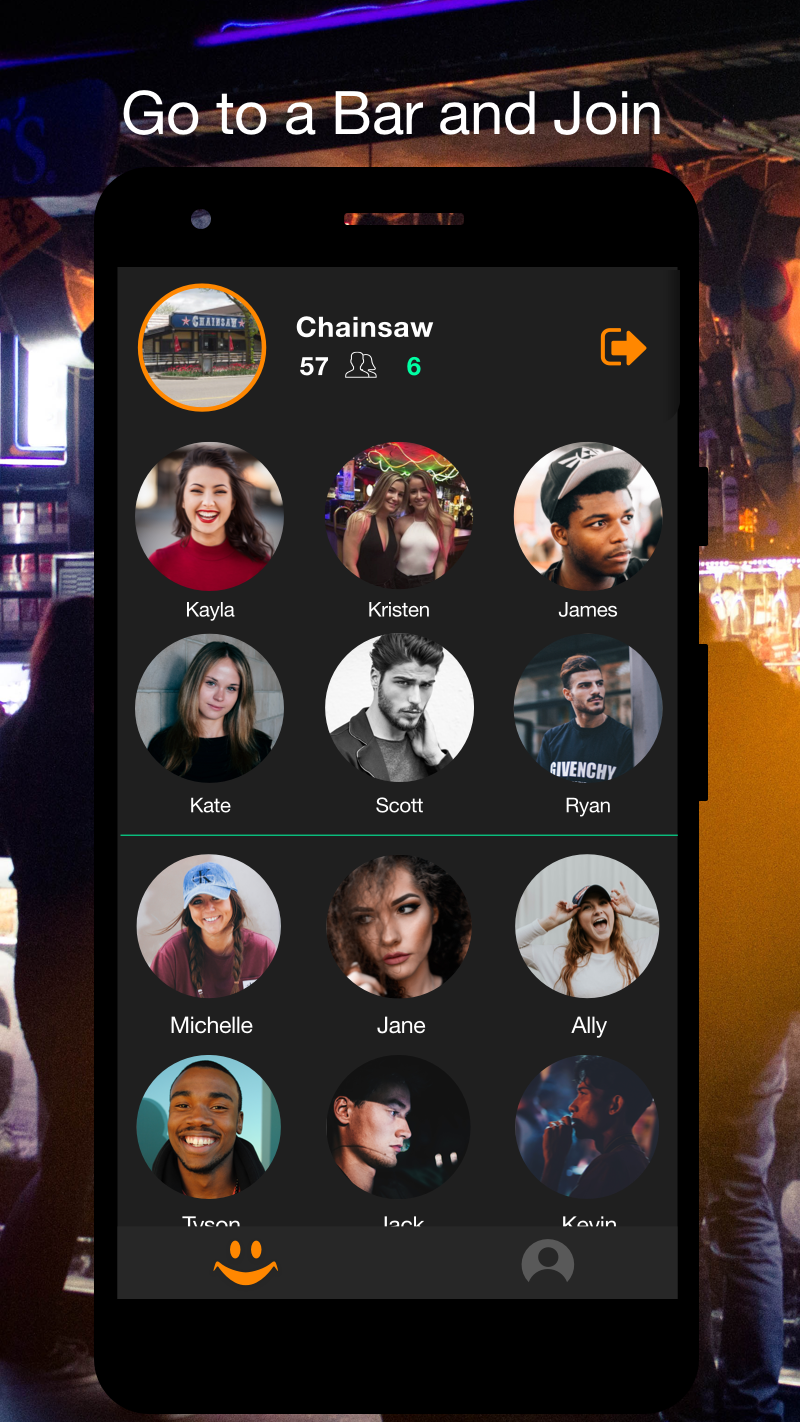 Go to a Bar and Join
'S.
CHAINSAW
Chainsaw
57 6
Kayla Kristen James
GIVENCHY
Kate Scott Ryan
Michelle Jane Ally
Tyson Jack Kevin